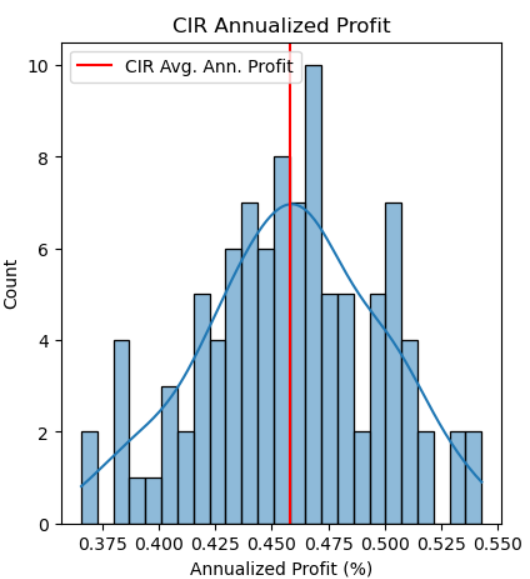 CIR Annualized Profit
CIR Avg. Ann. Profit
10
8
6
4
2
0
Count
0.375 0.400 0.425 0.450 0.475 0.500 0.525 0.550
Annualized Profit (%)